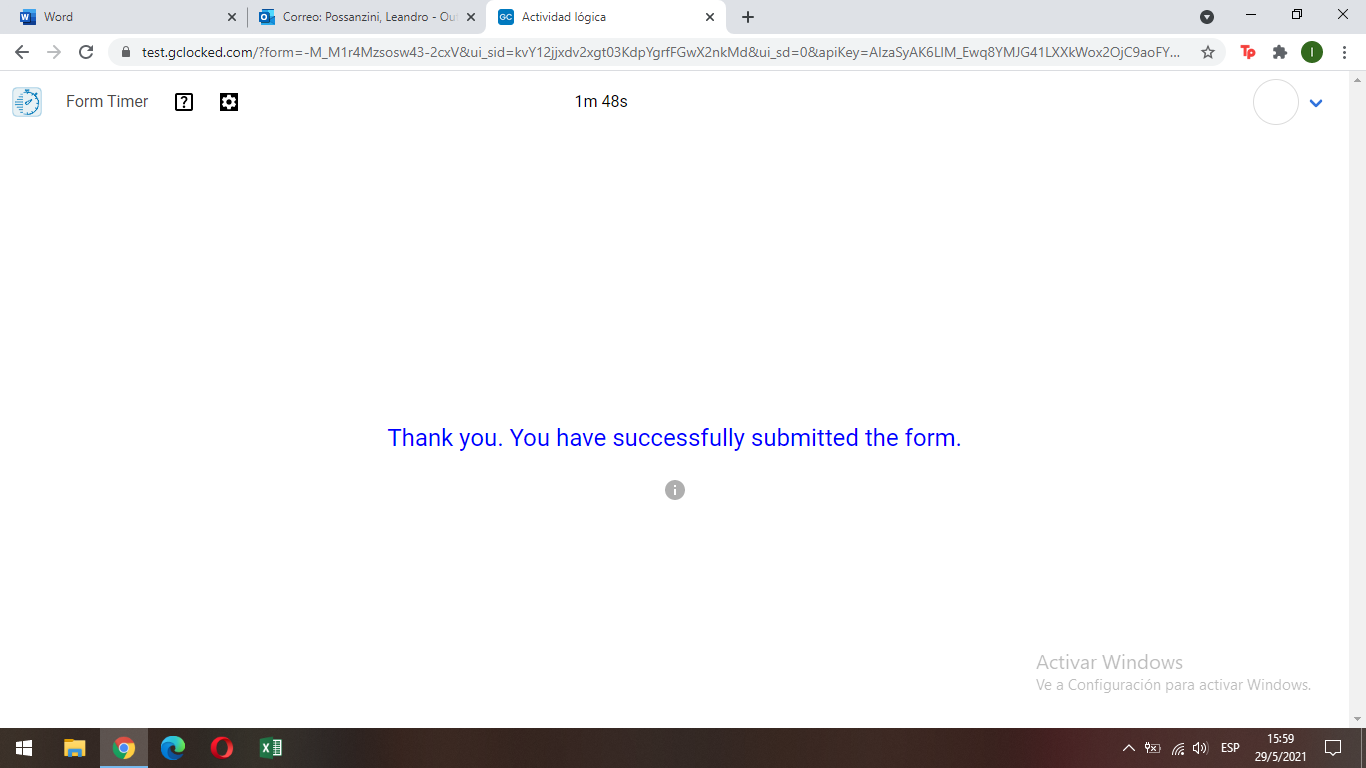 Word
Correo: Possanzini, Leandro - Ou
GC Actividad lógica
test.gclocked.com/?form=-M_M1r4Mzsosw43-2cxV&ui_sid=kvY12jjxdv2xgt03KdpYgrfFGwX2nkMd&ui_sd=0&apiKey=AIzaSyAK6LIM_Ewq8YMJG41LXXkWox2OjC9aoFY...
Form Timer
1m 48s
Thank you. You have successfully submitted the form.
Activar Windows
Ve a Configuración para activar Windows.
ESP
15:59
29/5/2021